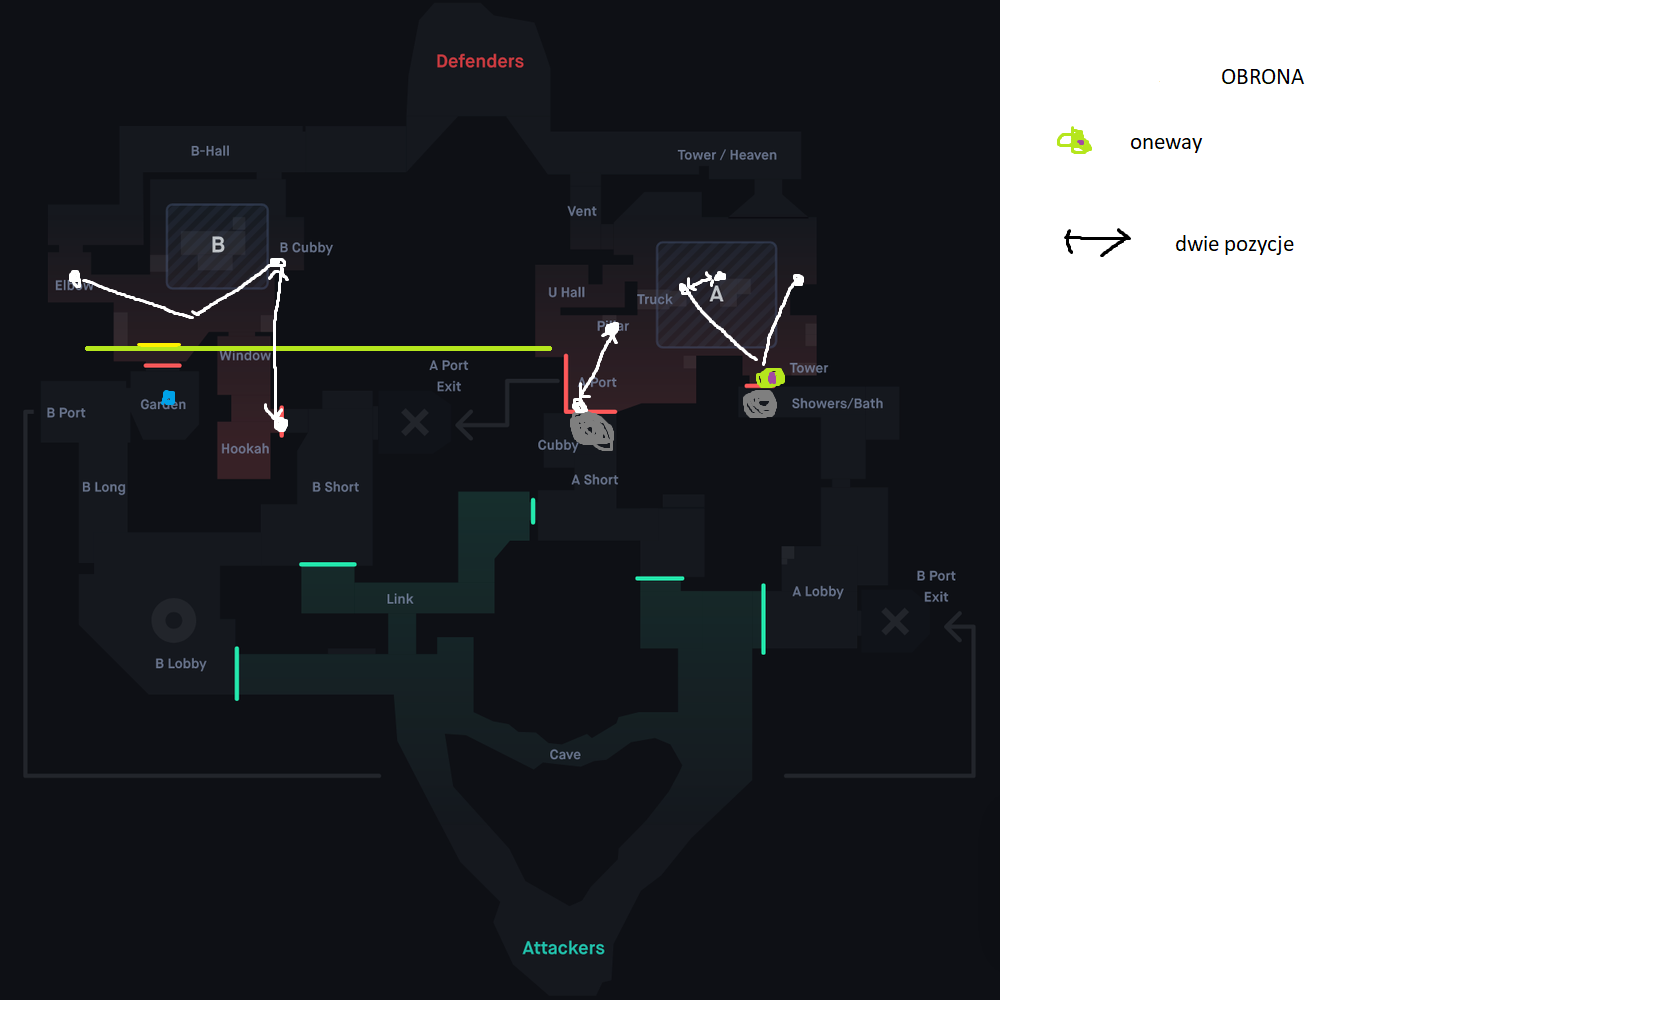 Defenders
OBRONA
oneway
B-Hall
Tower / Heaven
Vent
B
B Cubby
dwie pozycje
Elbow
U Hall
Truck
A
Pillar
Window
A Port
Exit
Tower
A Port
B Port
Garden
Showers/Bath
Hookah
Cubby
B Long
B Short
A Short
Link
A Lobby
B Port
Exit
B Lobby
Cave
Attackers